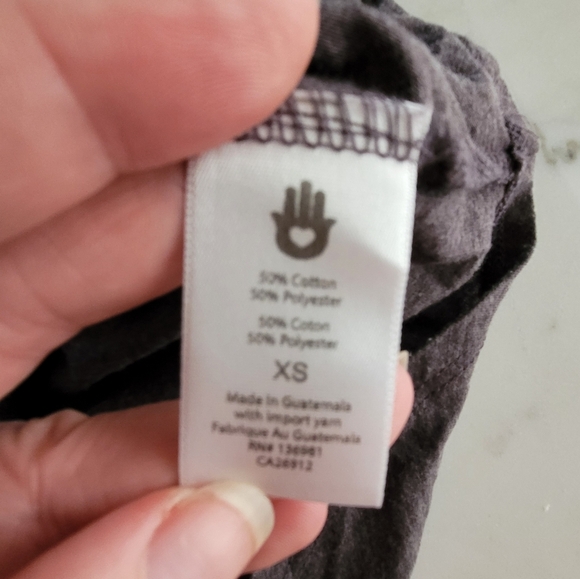 50% Cotton
50% Polyester
50% Coton
50% Polyester
XS
Made In Guatemala
with import yarn
Fabrique Au Guatemala
RN# 136981
CA26912